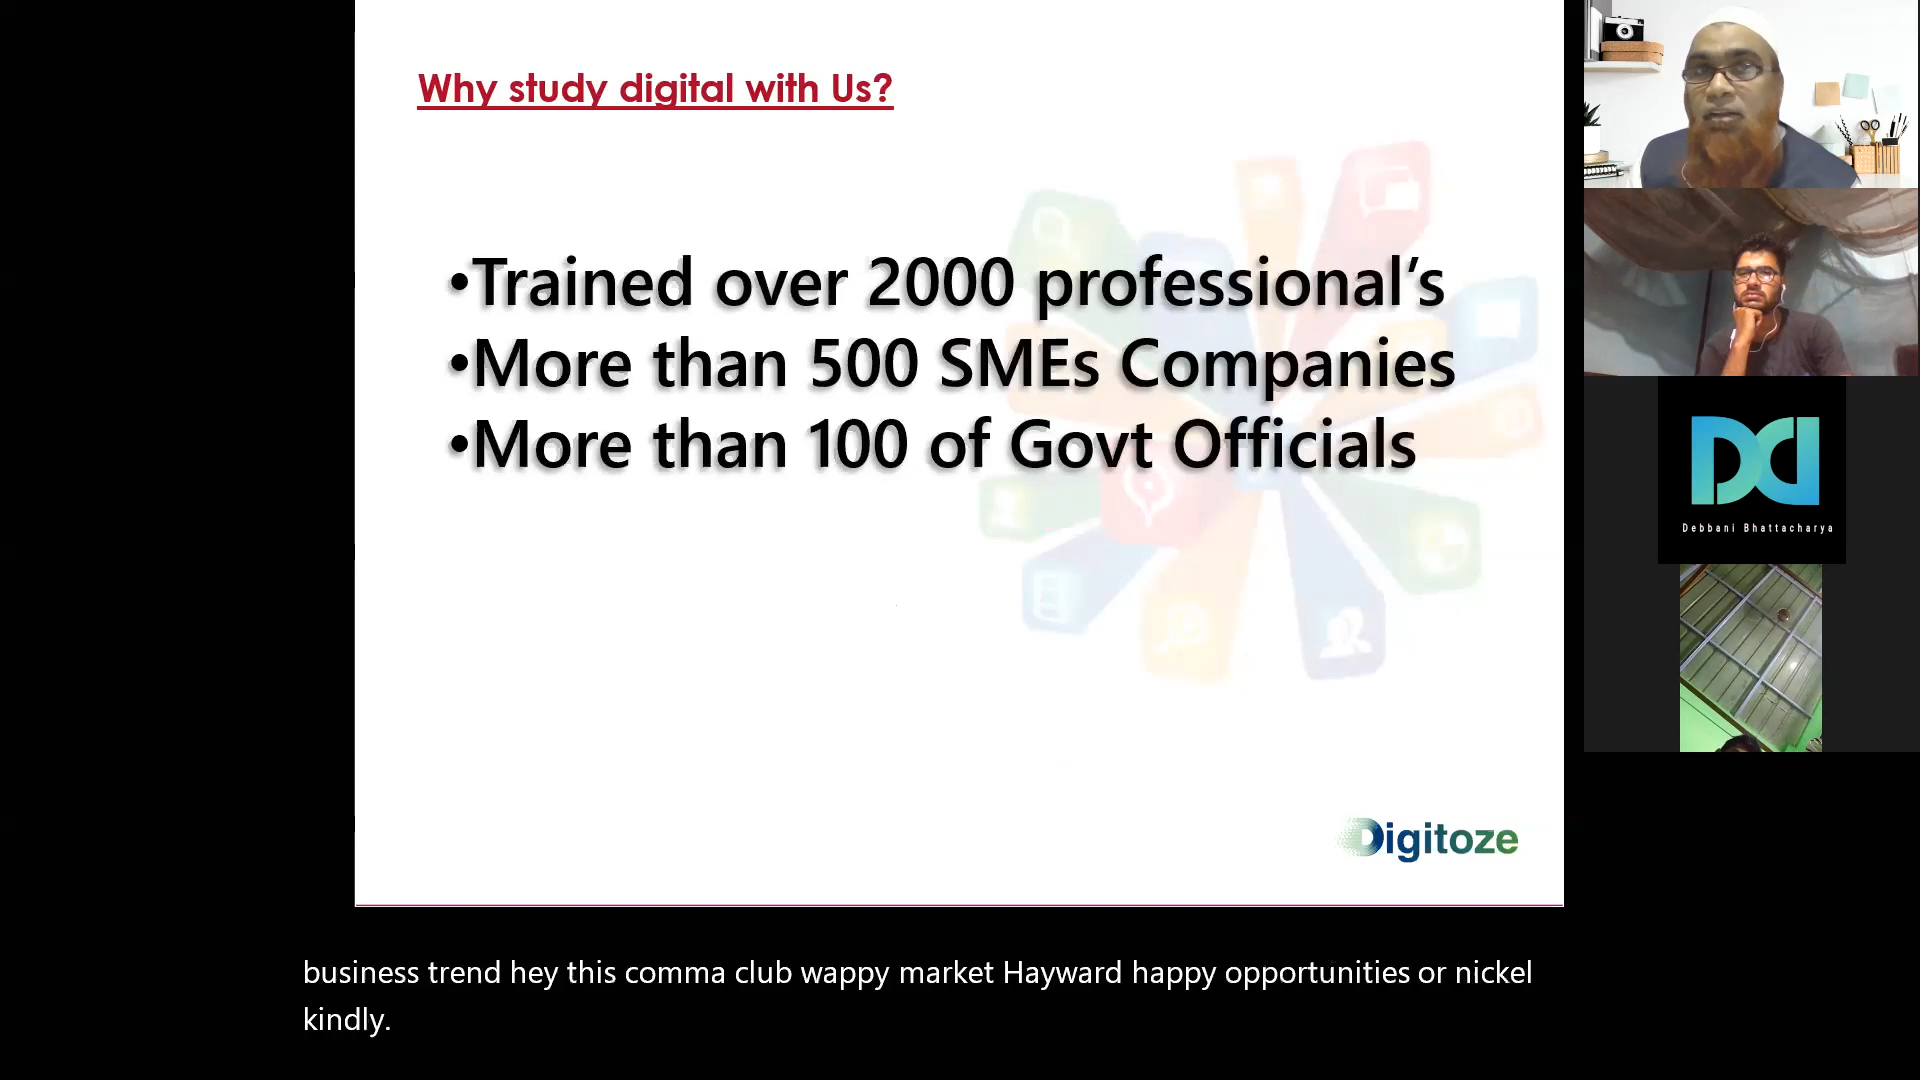 Why study digital with Us?
•Trained over 2000 professional’s
•More than 500 SMEs Companies
•More than 100 of Govt Officials
Digitoze
DD
Debbani Bhattacharya
business trend hey this comma club wappy market Hayward happy opportunities or nickel
kindly.